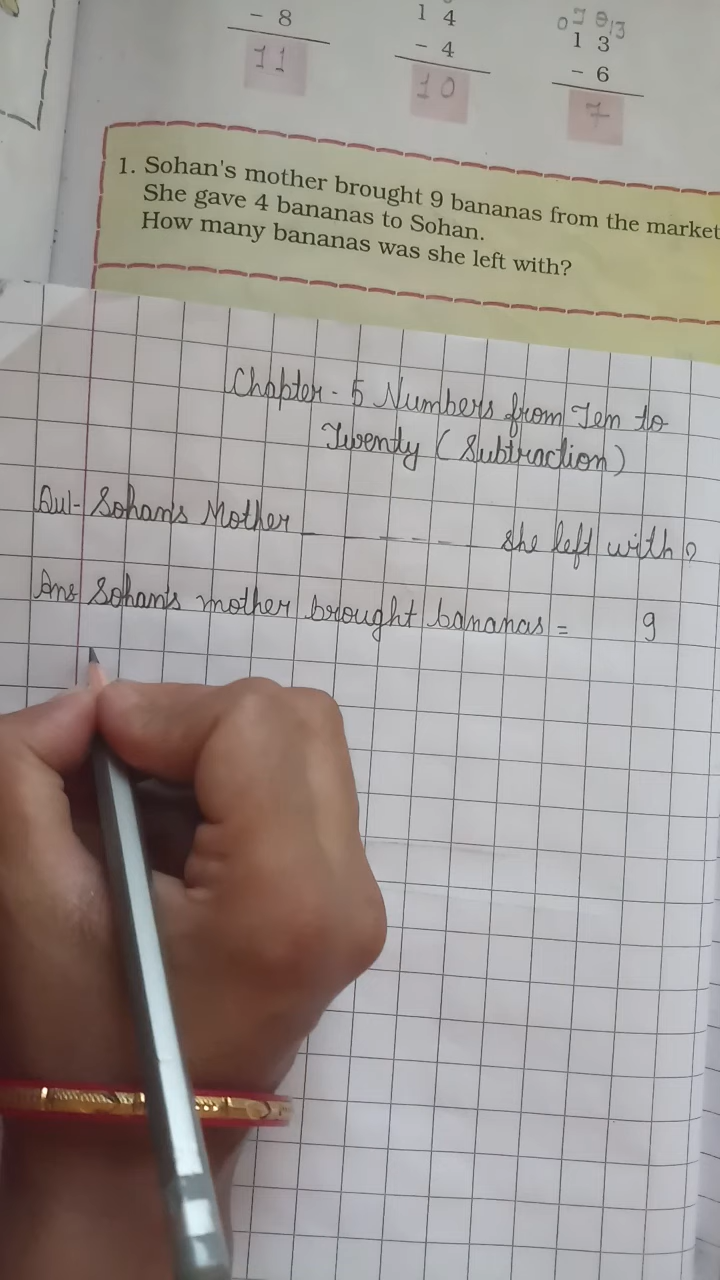 - 8
11
1 4
- 4
10
13
1 3
- 6
7
1. Sohan's mother brought 9 bananas from the market
She gave 4 bananas to Sohan.
How many bananas was she left with?
Chapter - 5 Numbers from Ten to
Twenty (Subtraction)
Qu1- Sohan's Mother _ _ _ _ _ she left with?
Ans Sohan's mother brought bananas = 9